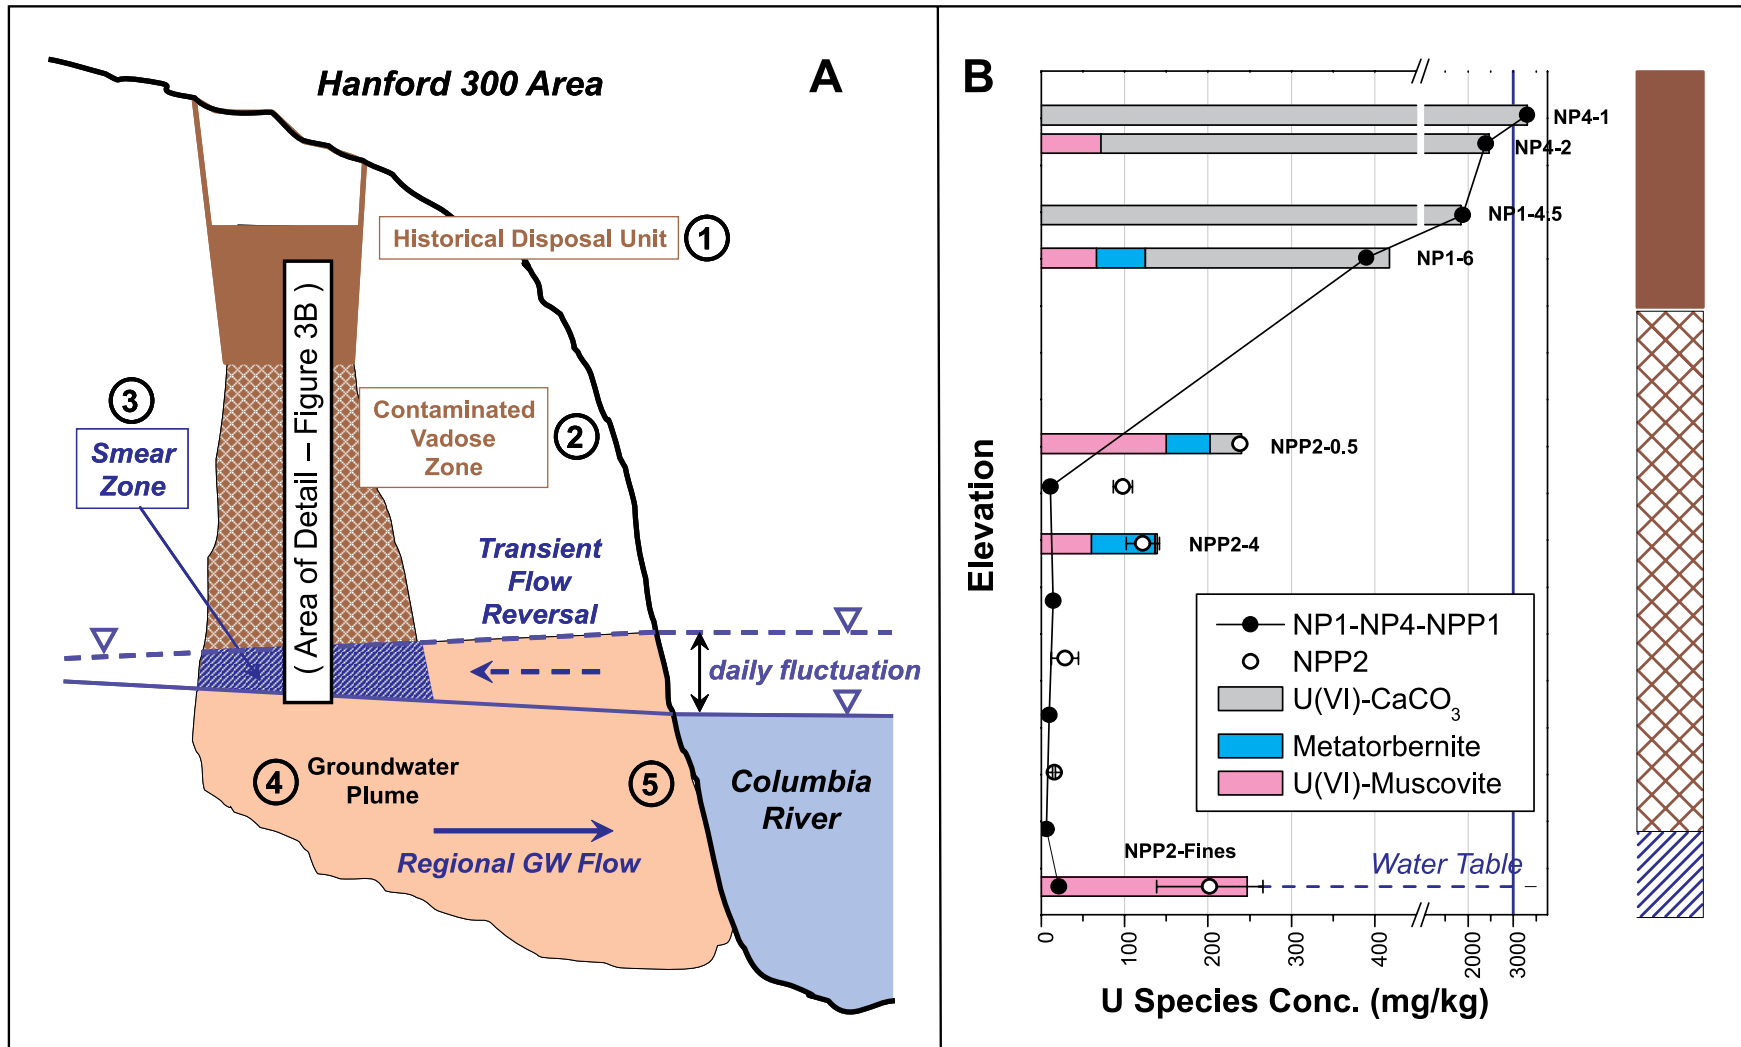 Hanford 300 Area
A
Historical Disposal Unit
1
( Area of Detail – Figure 3B )
3
Smear
Zone
Contaminated
Vadose
Zone
2
Transient
Flow
Reversal
daily fluctuation
4
Groundwater
Plume
5
Columbia
River
Regional GW Flow
B
NP4-1
NP4-2
NP1-4.5
NP1-6
NPP2-0.5
NPP2-4
Elevation
NP1-NP4-NPP1
NPP2
U(VI)-CaCO₃
Metatorbernite
U(VI)-Muscovite
NPP2-Fines
Water Table
0
100
200
300
400
2000
3000
U Species Conc. (mg/kg)